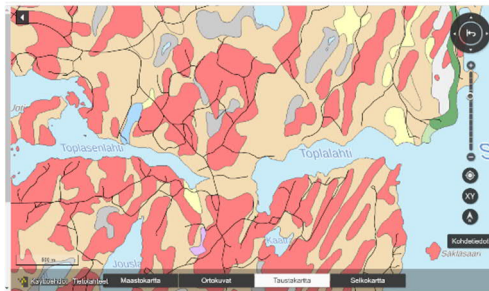 Toplasenlahti
Toplalahti
XY
Kohdetiedot
Säklasaari
Käyttöehdot
Tietolähteet
Maastokartta
Ortokuvat
Taustakartta
Selkokartta